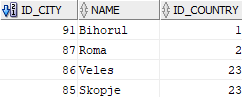 ID_CITY NAME ID_COUNTRY
91 Bihorul 1
87 Roma 2
86 Veles 23
85 Skopje 23